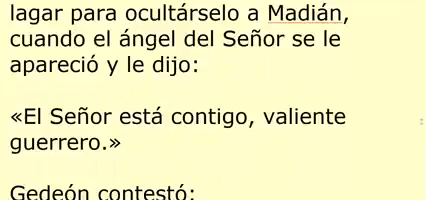 lagar para ocultárselo a Madián,
cuando el ángel del Señor se le
apareció y le dijo:
«El Señor está contigo, valiente
guerrero.»
Gedeón contestó: